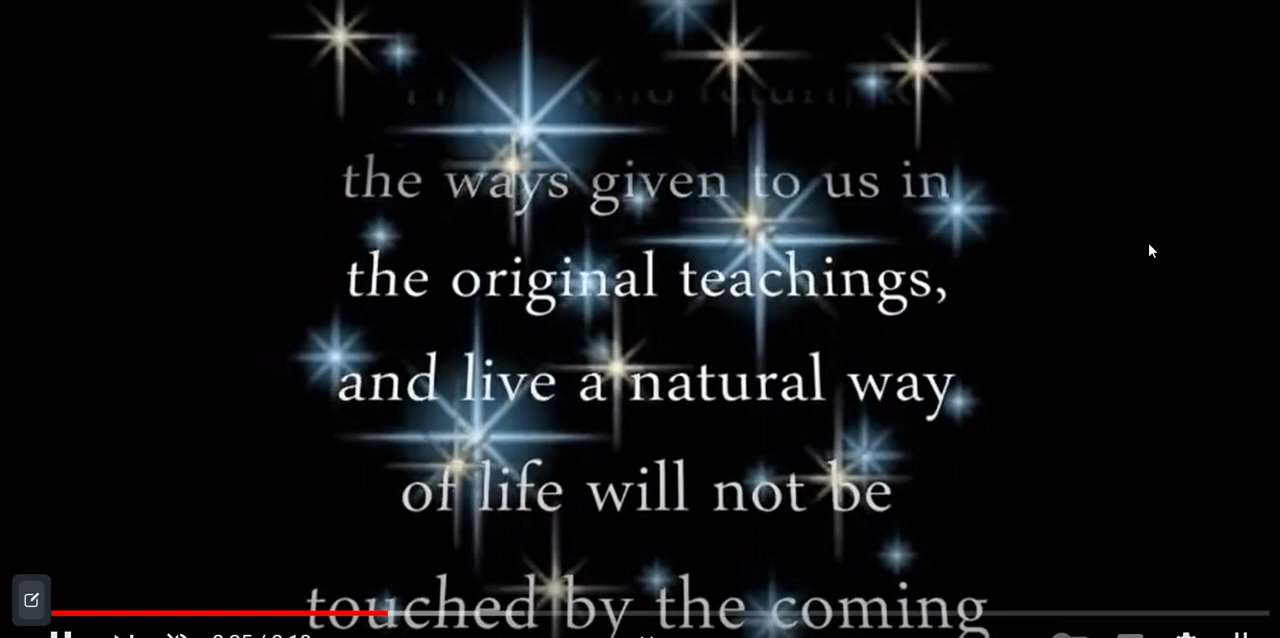 the ways given to us in
the original teachings,
and live a natural way
of life will not be
touched by the coming